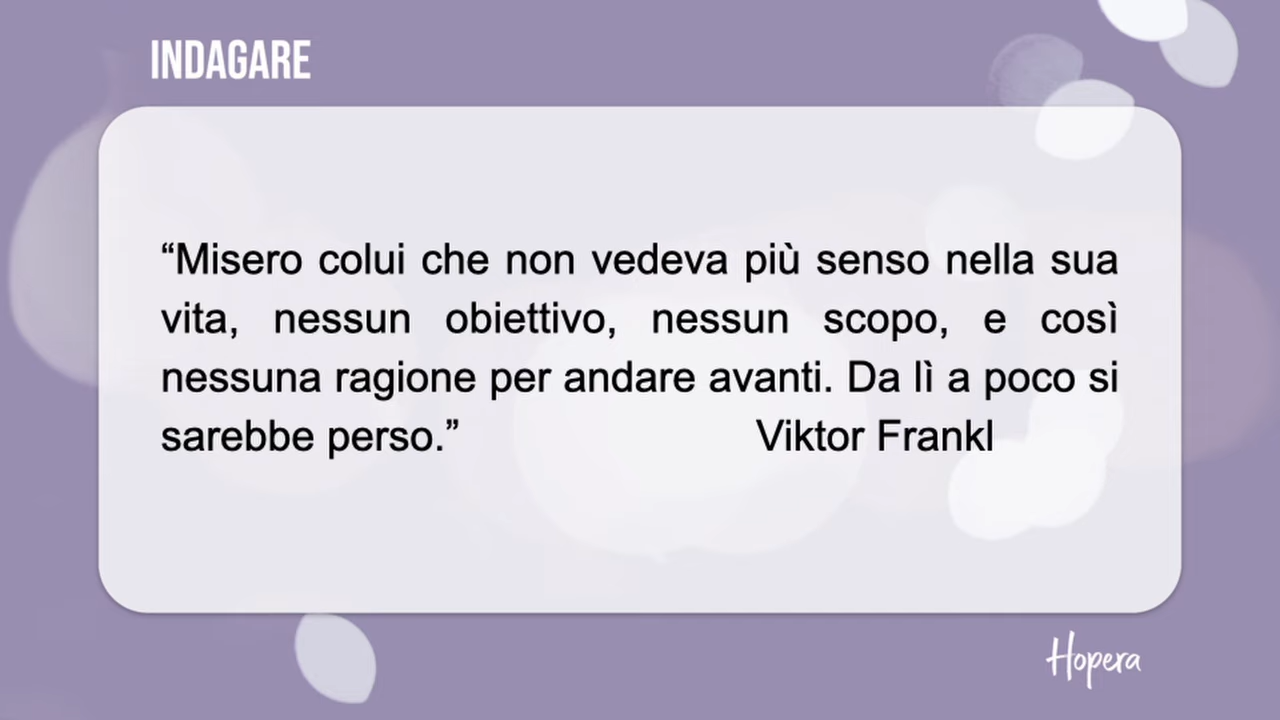 INDAGARE
“Misero colui che non vedeva più senso nella sua
vita, nessun obiettivo, nessun scopo, e così
nessuna ragione per andare avanti. Da lì a poco si
sarebbe perso.” Viktor Frankl
Hopera